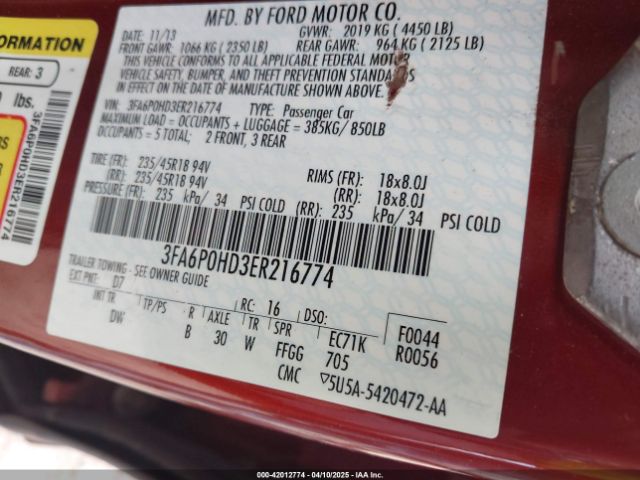 MFD. BY FORD MOTOR CO.
DATE: 11/13 GVWR: 2019 KG ( 4450 LB)
FRONT GAWR: 1066 KG ( 2350 LB) REAR GAWR: 964 KG ( 2125 LB)
THIS VEHICLE CONFORMS TO ALL APPLICABLE FEDERAL MOTOR
VEHICLE SAFETY, BUMPER, AND THEFT PREVENTION STANDARDS
IN EFFECT ON THE DATE OF MANUFACTURE SHOWN ABOVE.
VIN: 3FA6P0HD3ER216774 TYPE: Passenger Car
MAXIMUM LOAD = OCCUPANTS + LUGGAGE = 385KG/ 850LB
OCCUPANTS = 5 TOTAL; 2 FRONT, 3 REAR
TIRE (FR): 235/45R18 94V RIMS (FR): 18x8.0J
(RR): 235/45R18 94V (RR): 18x8.0J
PRESSURE (FR): 235 kPa/ 34 PSI COLD (RR): 235 kPa/ 34 PSI COLD
3FA6P0HD3ER216774
TRAILER TOWING - SEE OWNER GUIDE
EXT PNT: D7 RC: 16 DSO:
INT TR TP/PS R AXLE TR SPR EC71K F0044
DW B 30 W FFGG 705 R0056
CMC ▽5U5A-5420472-AA
FORMATION
REAR: 3
lbs.
RS
3FA6P0HD3ER216774
000-42012774 | 04/10/2025 | IAA Inc.